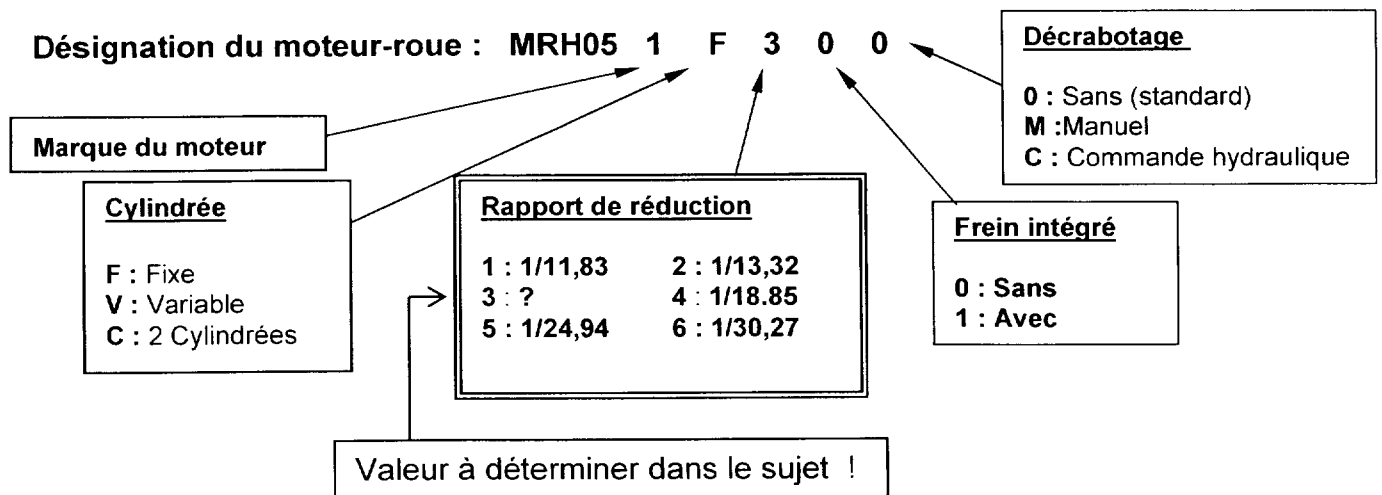 Désignation du moteur-roue : MRH05 1 F 3 0 0
Décrabotage
0 : Sans (standard)
M :Manuel
C : Commande hydraulique
Marque du moteur
Cylindrée
F : Fixe
V : Variable
C : 2 Cylindrées
Rapport de réduction
1 : 1/11,83 2 : 1/13,32
3 : ? 4 : 1/18.85
5 : 1/24,94 6 : 1/30,27
Frein intégré
0 : Sans
1 : Avec
Valeur à déterminer dans le sujet !